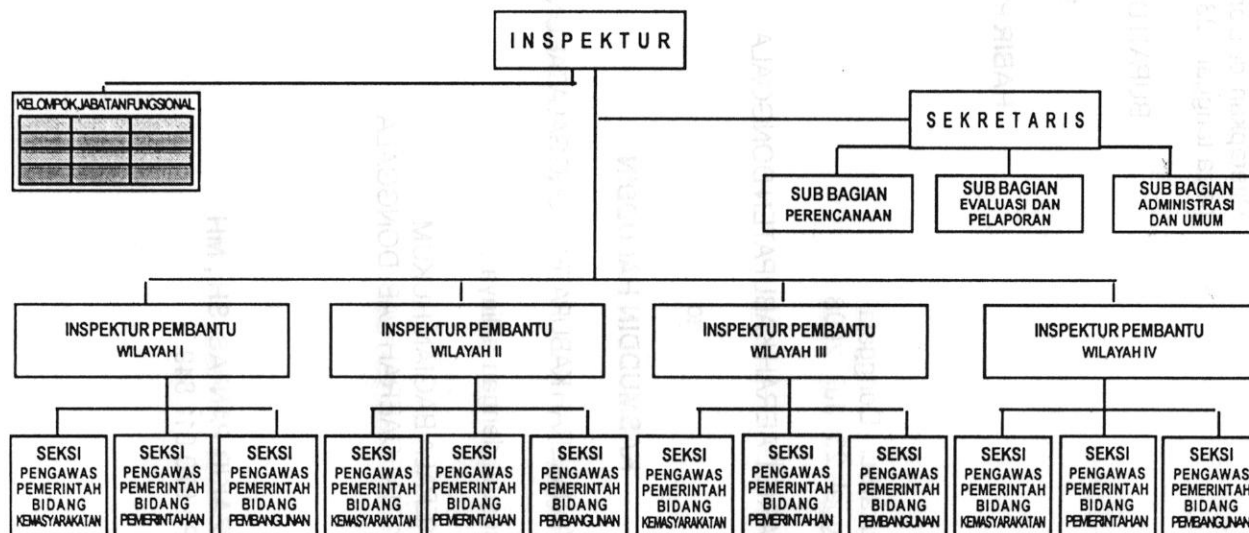 INSPEKTUR
KELOMPOK JABATAN FUNGSIONAL
SEKRETARIS
SUB BAGIAN
PERENCANAAN
SUB BAGIAN
EVALUASI DAN
PELAPORAN
SUB BAGIAN
ADMINISTRASI
DAN UMUM
INSPEKTUR PEMBANTU
WILAYAH I
INSPEKTUR PEMBANTU
WILAYAH II
INSPEKTUR PEMBANTU
WILAYAH III
INSPEKTUR PEMBANTU
WILAYAH IV
SEKSI
PENGAWAS
PEMERINTAH
BIDANG
KEMASYARAKATAN
SEKSI
PENGAWAS
PEMERINTAH
BIDANG
PEMERINTAHAN
SEKSI
PENGAWAS
PEMERINTAH
BIDANG
PEMBANGUNAN
SEKSI
PENGAWAS
PEMERINTAH
BIDANG
KEMASYARAKATAN
SEKSI
PENGAWAS
PEMERINTAH
BIDANG
PEMERINTAHAN
SEKSI
PENGAWAS
PEMERINTAH
BIDANG
PEMBANGUNAN
SEKSI
PENGAWAS
PEMERINTAH
BIDANG
KEMASYARAKATAN
SEKSI
PENGAWAS
PEMERINTAH
BIDANG
PEMERINTAHAN
SEKSI
PENGAWAS
PEMERINTAH
BIDANG
PEMBANGUNAN
SEKSI
PENGAWAS
PEMERINTAH
BIDANG
KEMASYARAKATAN
SEKSI
PENGAWAS
PEMERINTAH
BIDANG
PEMERINTAHAN
SEKSI
PENGAWAS
PEMERINTAH
BIDANG
PEMBANGUNAN